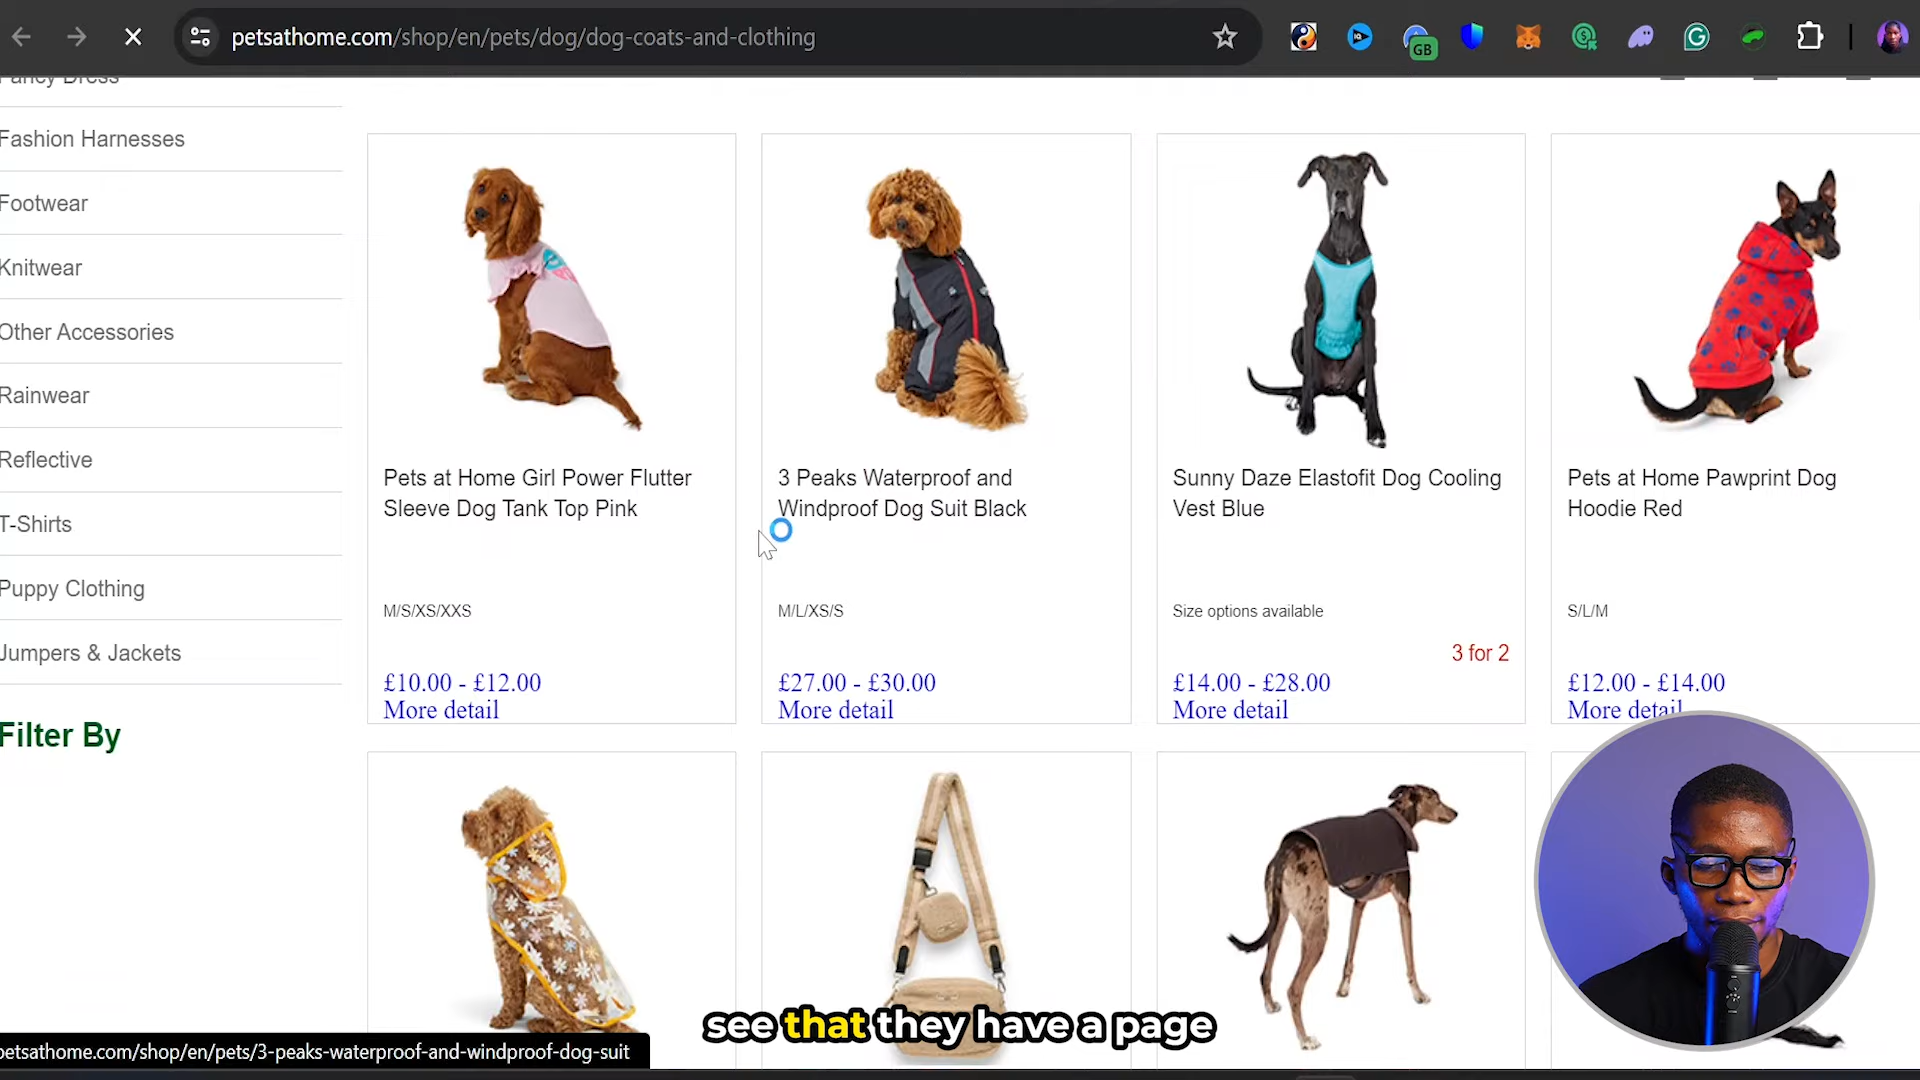 petsathome.com/shop/en/pets/dog/dog-coats-and-clothing
GB
Fancy Dress
Fashion Harnesses
Footwear
Knitwear
Other Accessories
Rainwear
Reflective
T-Shirts
Puppy Clothing
Jumpers & Jackets
Filter By
Pets at Home Girl Power Flutter
Sleeve Dog Tank Top Pink
M/S/XS/XXS
£10.00 - £12.00
More detail
3 Peaks Waterproof and
Windproof Dog Suit Black
M/L/XS/S
£27.00 - £30.00
More detail
Sunny Daze Elastofit Dog Cooling
Vest Blue
Size options available
3 for 2
£14.00 - £28.00
More detail
Pets at Home Pawprint Dog
Hoodie Red
S/L/M
£12.00 - £14.00
More detail
see that they have a page
petsathome.com/shop/en/pets/3-peaks-waterproof-and-windproof-dog-suit